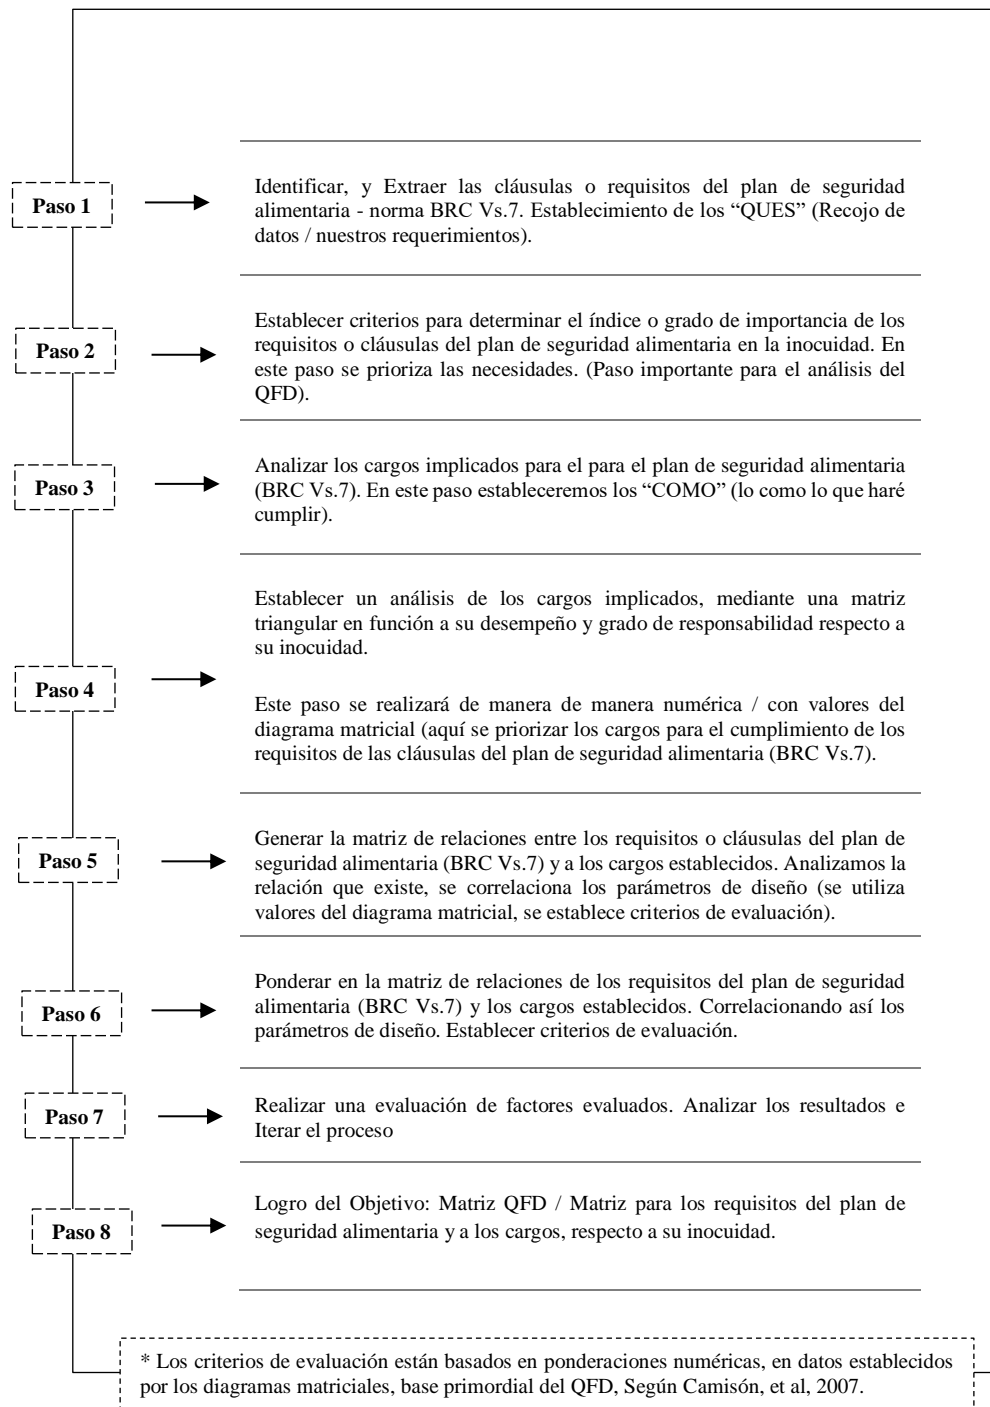 Paso 1
Identificar, y Extraer las cláusulas o requisitos del plan de seguridad
alimentaria - norma BRC Vs.7. Establecimiento de los “QUES” (Recojo de
datos / nuestros requerimientos).
Paso 2
Establecer criterios para determinar el índice o grado de importancia de los
requisitos o cláusulas del plan de seguridad alimentaria en la inocuidad. En
este paso se prioriza las necesidades. (Paso importante para el análisis del
QFD).
Paso 3
Analizar los cargos implicados para el para el plan de seguridad alimentaria
(BRC Vs.7). En este paso estableceremos los “COMO” (lo como lo que haré
cumplir).
Paso 4
Establecer un análisis de los cargos implicados, mediante una matriz
triangular en función a su desempeño y grado de responsabilidad respecto a
su inocuidad.
Este paso se realizará de manera de manera numérica / con valores del
diagrama matricial (aquí se priorizar los cargos para el cumplimiento de los
requisitos de las cláusulas del plan de seguridad alimentaria (BRC Vs.7).
Paso 5
Generar la matriz de relaciones entre los requisitos o cláusulas del plan de
seguridad alimentaria (BRC Vs.7) y a los cargos establecidos. Analizamos la
relación que existe, se correlaciona los parámetros de diseño (se utiliza
valores del diagrama matricial, se establece criterios de evaluación).
Paso 6
Ponderar en la matriz de relaciones de los requisitos del plan de seguridad
alimentaria (BRC Vs.7) y los cargos establecidos. Correlacionando así los
parámetros de diseño. Establecer criterios de evaluación.
Paso 7
Realizar una evaluación de factores evaluados. Analizar los resultados e
Iterar el proceso
Paso 8
Logro del Objetivo: Matriz QFD / Matriz para los requisitos del plan de
seguridad alimentaria y a los cargos, respecto a su inocuidad.
* Los criterios de evaluación están basados en ponderaciones numéricas, en datos establecidos
por los diagramas matriciales, base primordial del QFD, Según Camisón, et al, 2007.